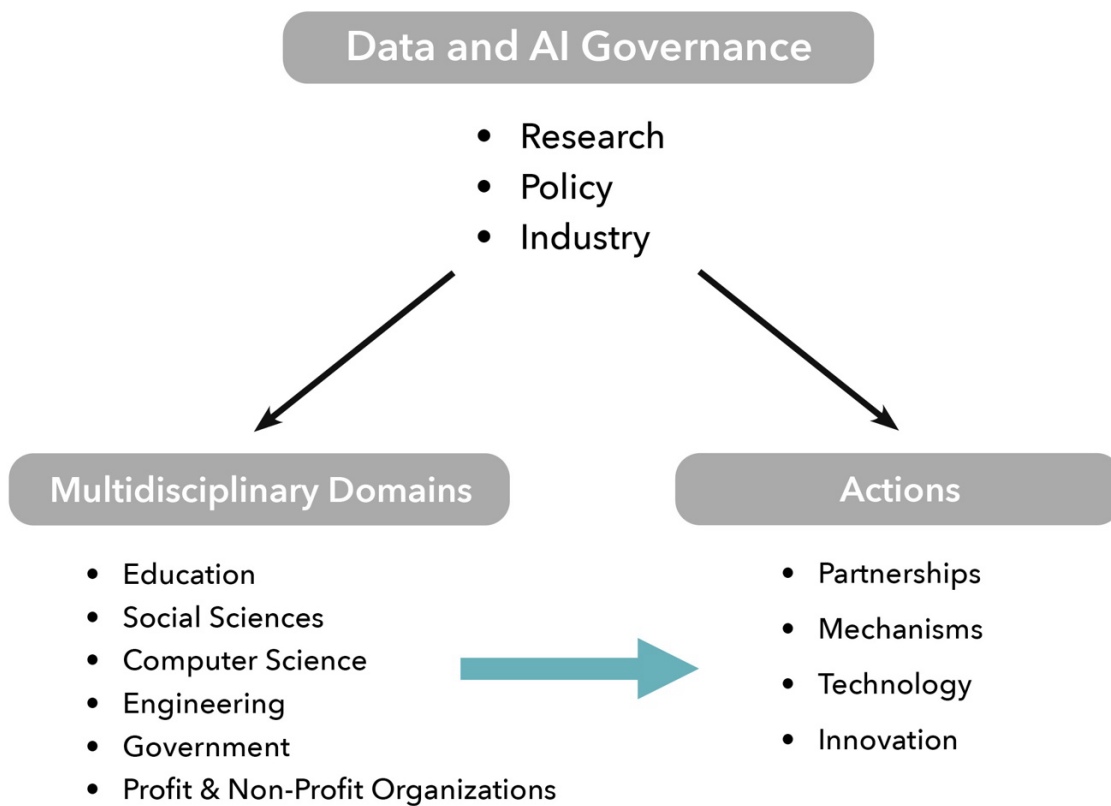 Data and AI Governance
• Research
• Policy
• Industry
Multidisciplinary Domains
• Education
• Social Sciences
• Computer Science
• Engineering
• Government
• Profit & Non-Profit Organizations
Actions
• Partnerships
• Mechanisms
• Technology
• Innovation